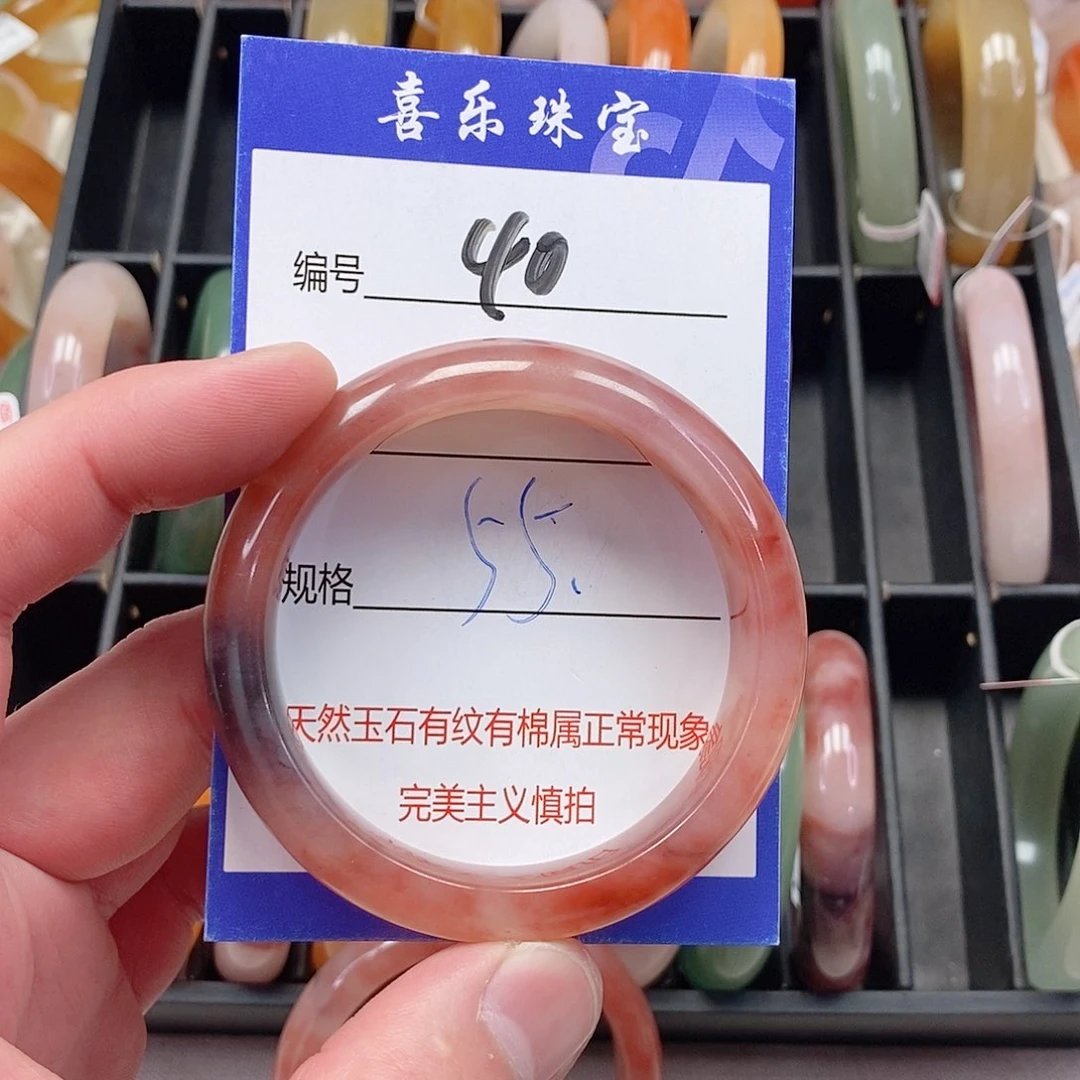 喜乐珠宝
编号 40
规格 55.
天然玉石有纹有棉属正常现象
完美主义慎拍